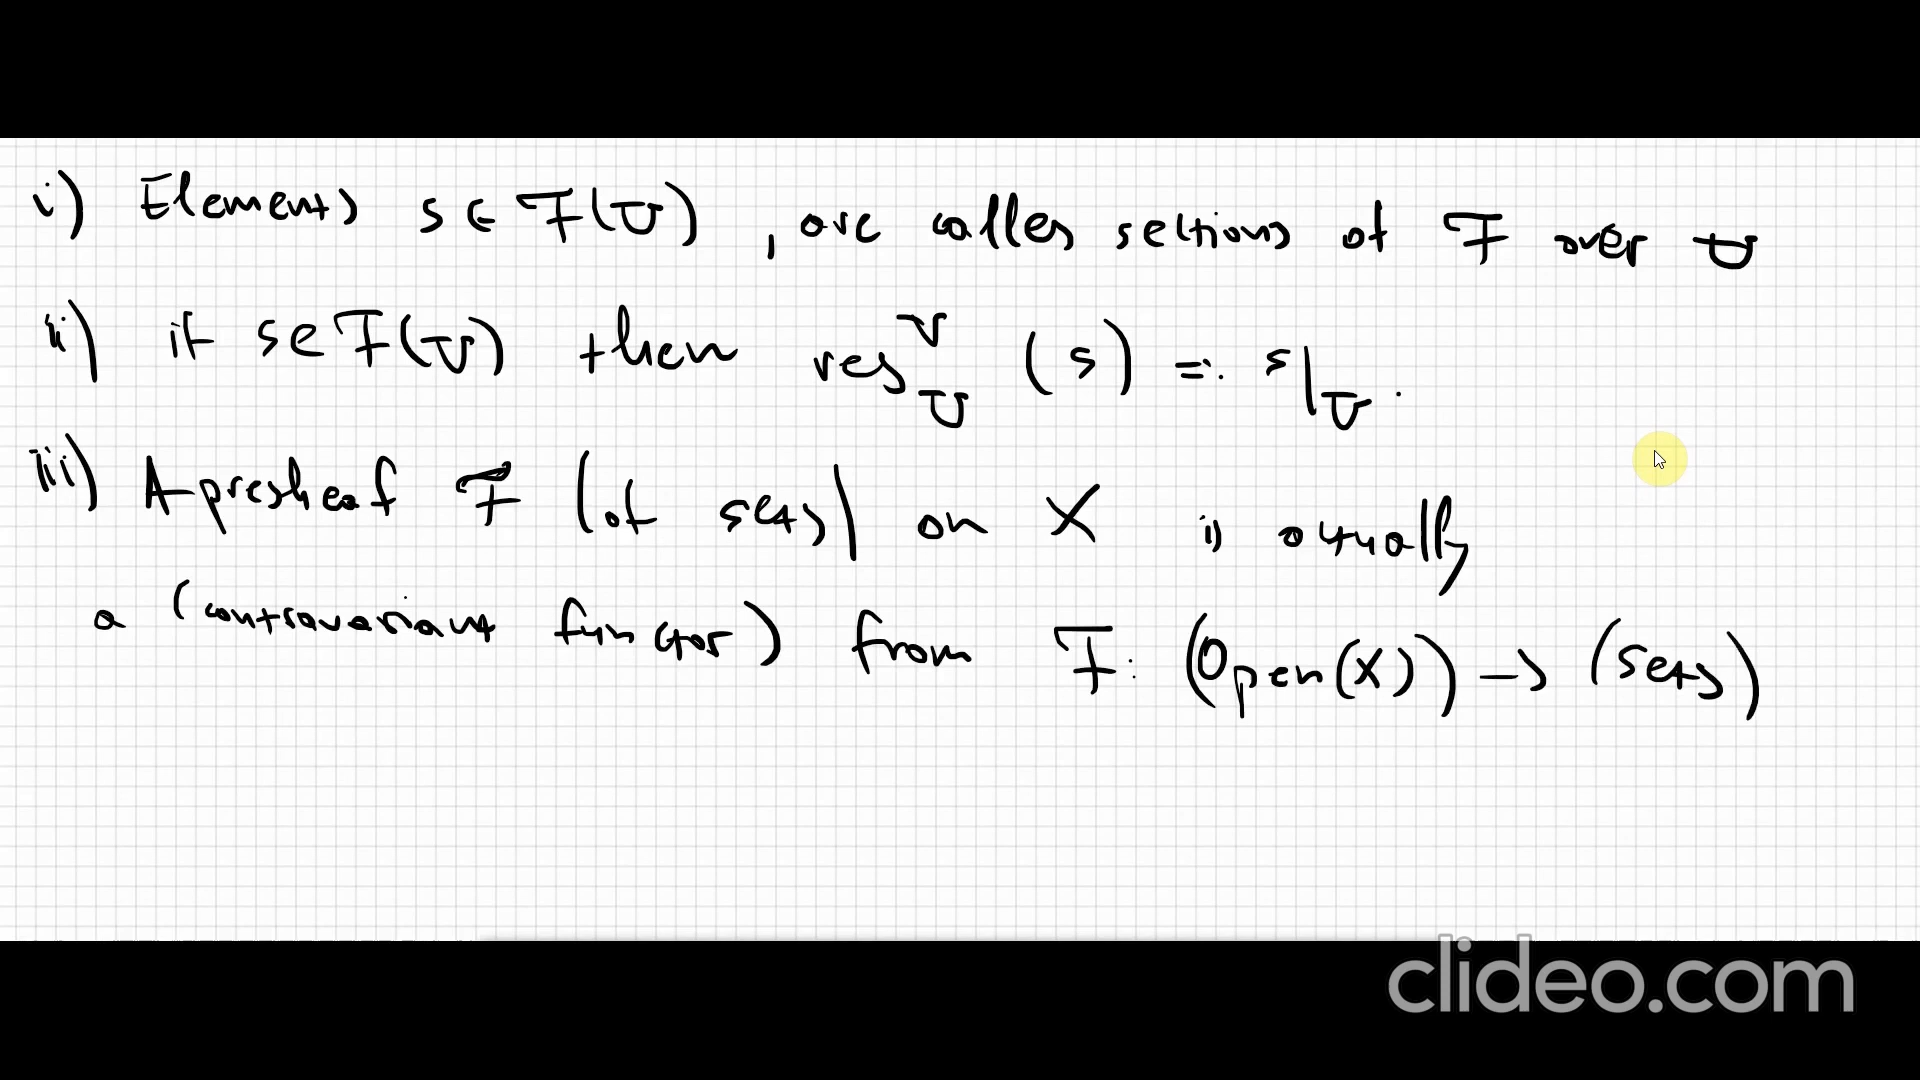 i) Elements s ∈ F(U), are called sections of F over U
ii) if s ∈ F(V) then res^V_U (s) =: s|_U.
iii) A presheaf F (of sets) on X is actually
a (contravariant functor) from F: (Open(X)) → (sets)
clideo.com